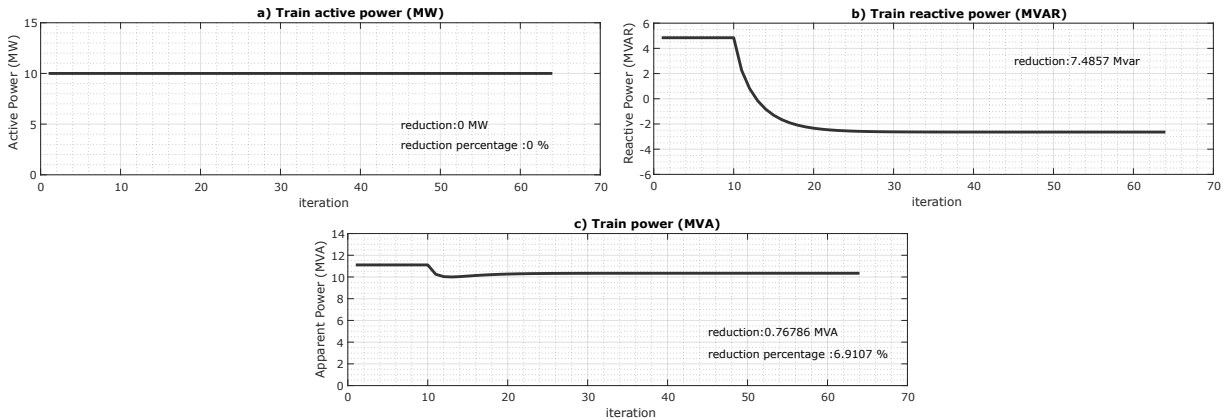 a) Train active power (MW)
Active Power (MW)
15
10
5
0
reduction:0 MW
reduction percentage :0 %
0 10 20 30 40 50 60 70
iteration
b) Train reactive power (MVAR)
Reactive Power (MVAR)
6
4
2
0
-2
-4
-6
reduction:7.4857 Mvar
0 10 20 30 40 50 60 70
iteration
c) Train power (MVA)
Apparent Power (MVA)
14
12
10
8
6
4
2
0
reduction:0.76786 MVA
reduction percentage :6.9107 %
0 10 20 30 40 50 60 70
iteration